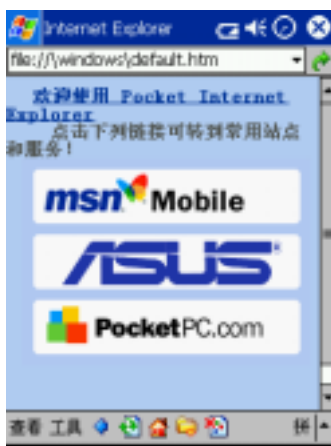 Internet Explorer
file://\windows\default.htm
欢迎使用 Pocket Internet
Explorer
点击下列链接可转到常用站点
和服务！
msn Mobile
ASUS
PocketPC.com
查看 工具 拼